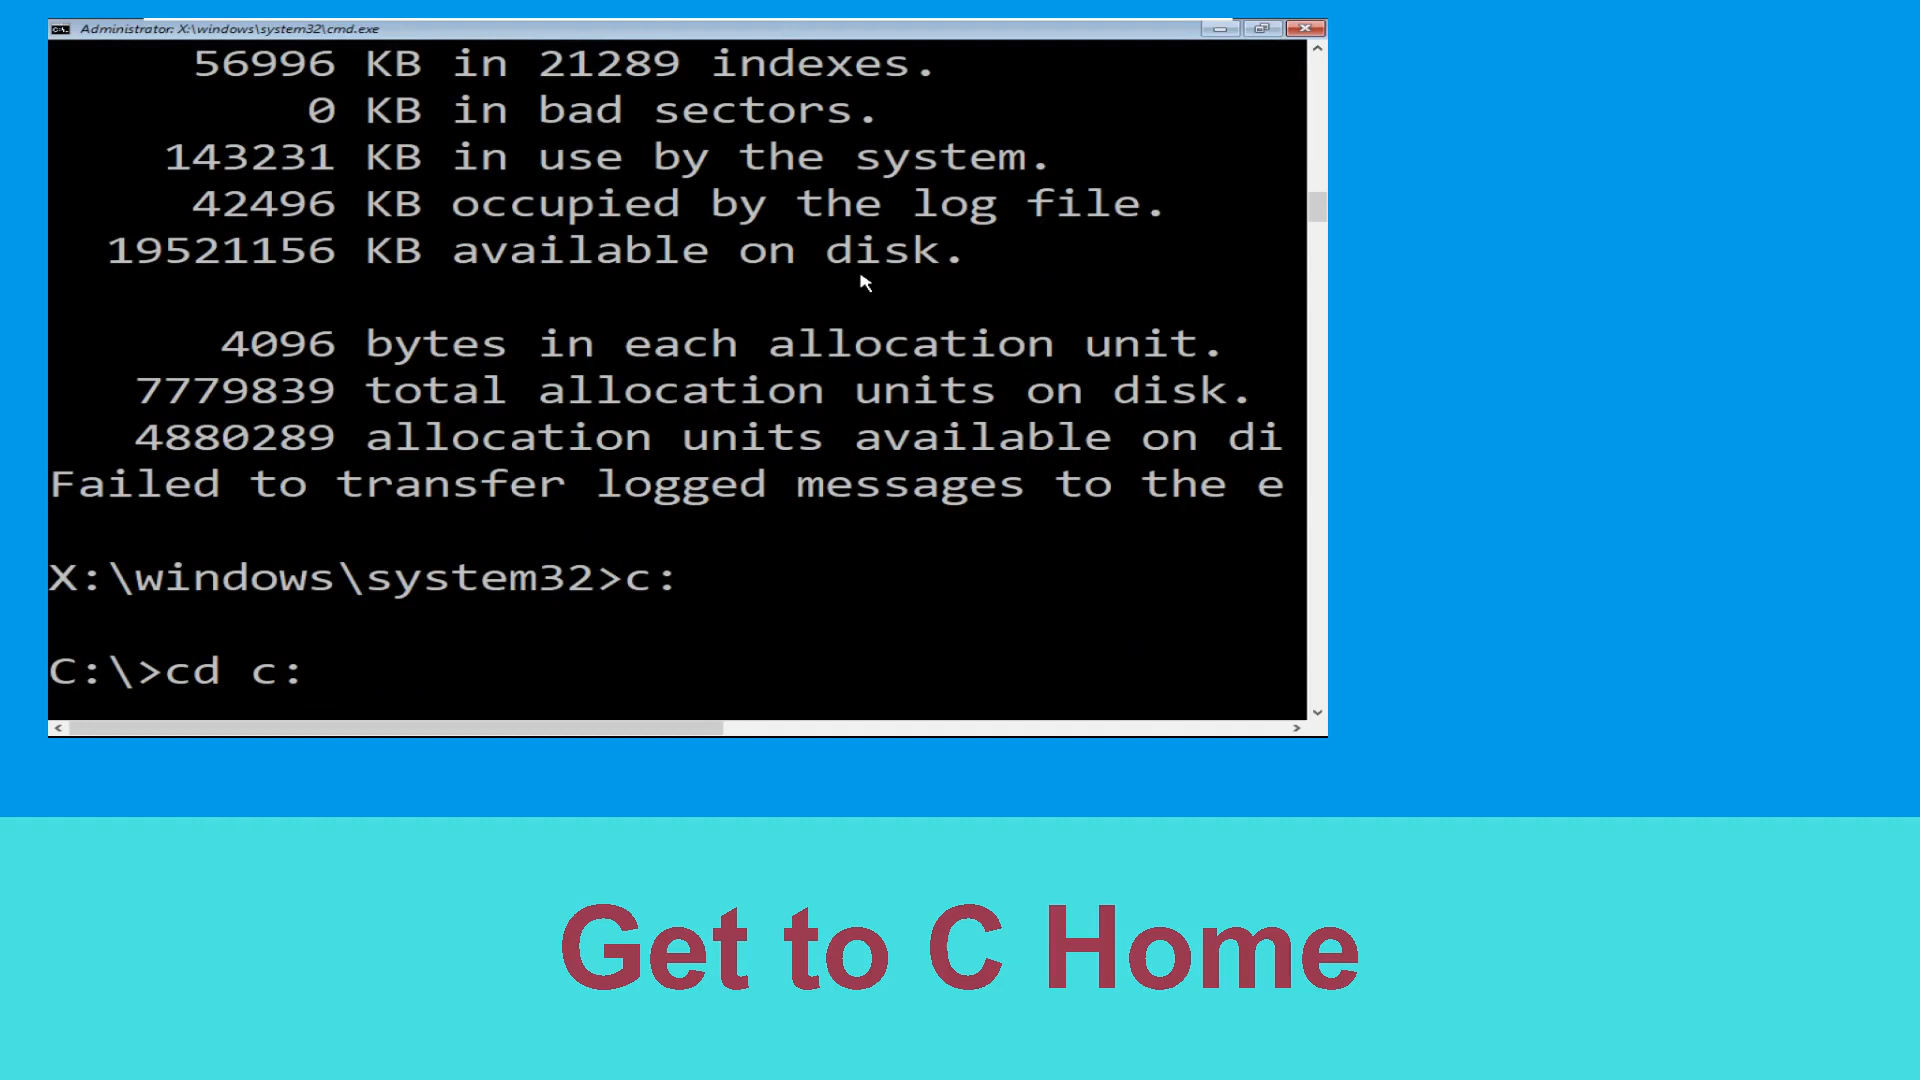 Administrator: X:\windows\system32\cmd.exe
56996 KB in 21289 indexes.
0 KB in bad sectors.
143231 KB in use by the system.
42496 KB occupied by the log file.
19521156 KB available on disk.
4096 bytes in each allocation unit.
7779839 total allocation units on disk.
4880289 allocation units available on di
Failed to transfer logged messages to the e
X:\windows\system32>c:
C:\>cd c:
Get to C Home